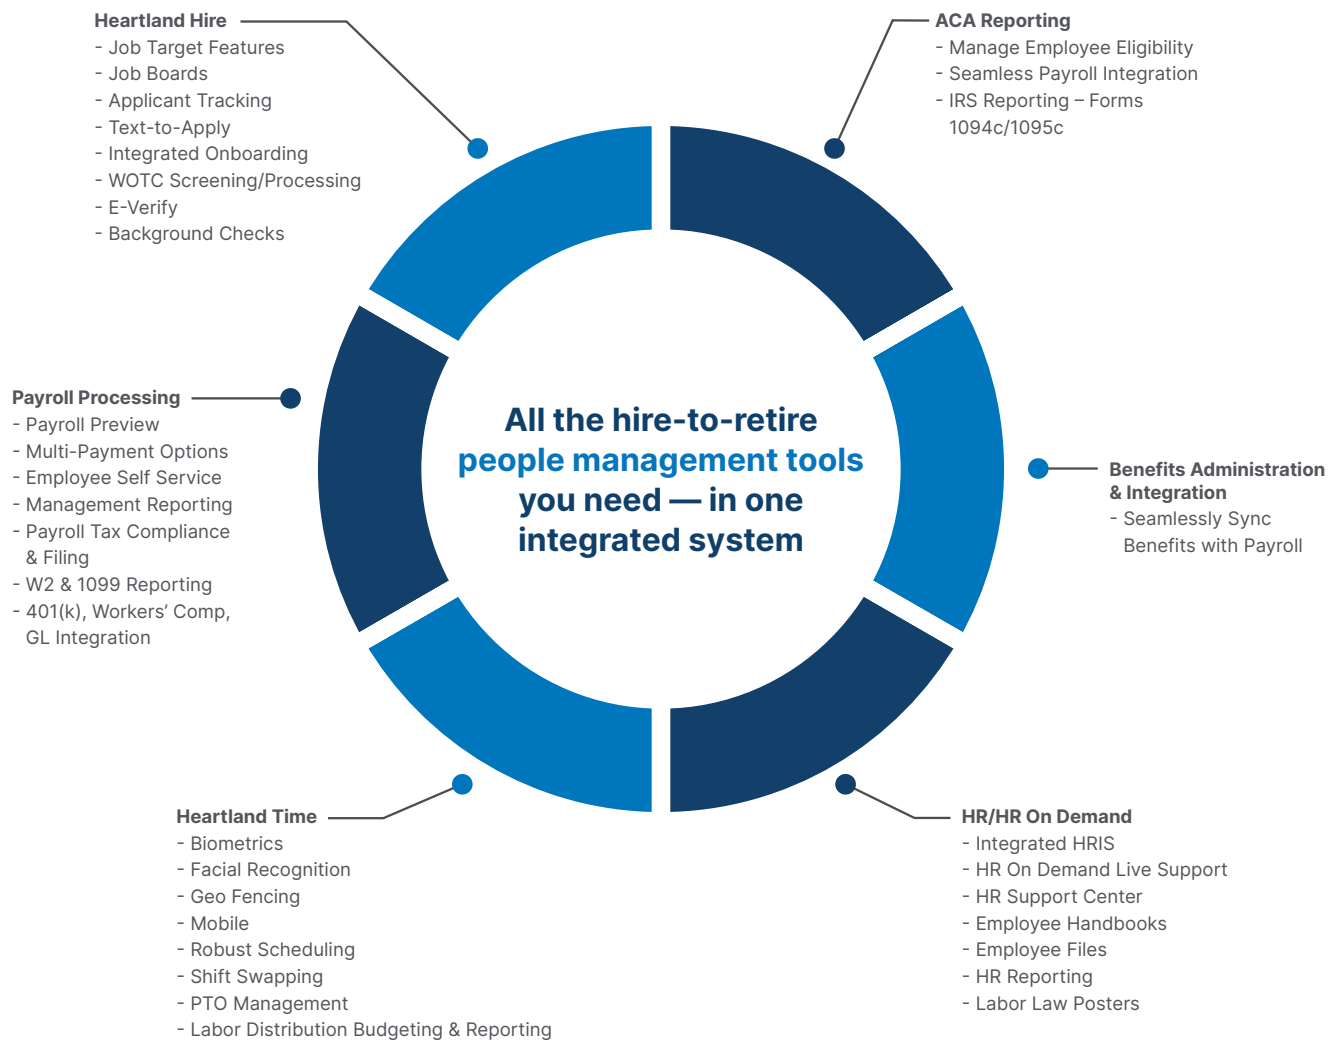 Heartland Hire
- Job Target Features
- Job Boards
- Applicant Tracking
- Text-to-Apply
- Integrated Onboarding
- WOTC Screening/Processing
- E-Verify
- Background Checks
ACA Reporting
- Manage Employee Eligibility
- Seamless Payroll Integration
- IRS Reporting – Forms
1094c/1095c
Payroll Processing
- Payroll Preview
- Multi-Payment Options
- Employee Self Service
- Management Reporting
- Payroll Tax Compliance
& Filing
- W2 & 1099 Reporting
- 401(k), Workers’ Comp,
GL Integration
All the hire-to-retire
people management tools
you need — in one
integrated system
Benefits Administration
& Integration
- Seamlessly Sync
Benefits with Payroll
Heartland Time
- Biometrics
- Facial Recognition
- Geo Fencing
- Mobile
- Robust Scheduling
- Shift Swapping
- PTO Management
- Labor Distribution Budgeting & Reporting
HR/HR On Demand
- Integrated HRIS
- HR On Demand Live Support
- HR Support Center
- Employee Handbooks
- Employee Files
- HR Reporting
- Labor Law Posters